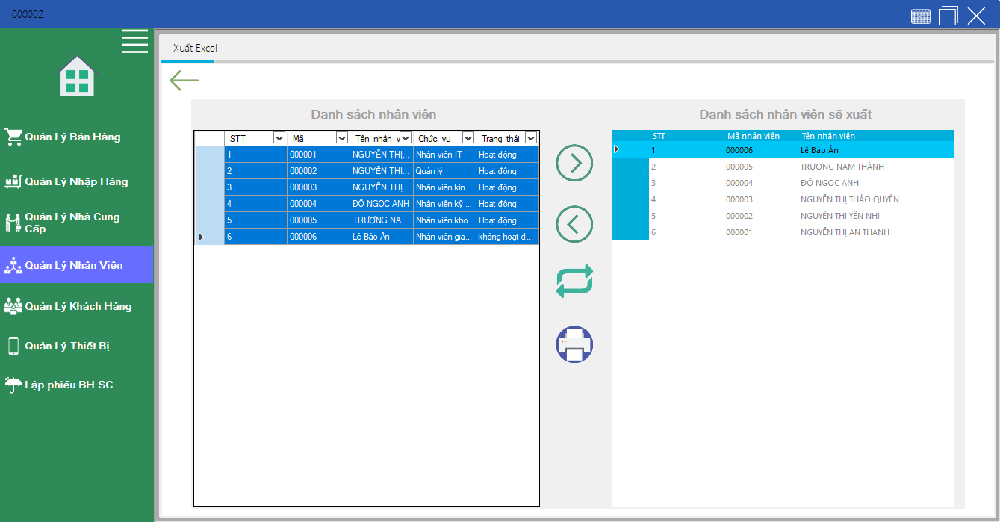 000002
Xuất Excel
Quản Lý Bán Hàng
Quản Lý Nhập Hàng
Quản Lý Nhà Cung
Cấp
Quản Lý Nhân Viên
Quản Lý Khách Hàng
Quản Lý Thiết Bị
Lập phiếu BH-SC
Danh sách nhân viên
STT Mã Tên_nhân_v Chức_vụ Trạng_thái
1 000001 NGUYỄN THỊ... Nhân viên IT Hoạt động
2 000002 NGUYỄN THỊ... Quản lý Hoạt động
3 000003 NGUYỄN THỊ... Nhân viên kin... Hoạt động
4 000004 ĐỖ NGỌC ANH Nhân viên kỹ ... Hoạt động
5 000005 TRƯƠNG NA... Nhân viên kho Hoạt động
6 000006 Lê Bảo Ân Nhân viên gia... không hoạt đ...
Danh sách nhân viên sẽ xuất
STT Mã nhân viên Tên nhân viên
1 000006 Lê Bảo Ân
2 000005 TRƯƠNG NAM THÀNH
3 000004 ĐỖ NGỌC ANH
4 000003 NGUYỄN THỊ THẢO QUYÊN
5 000002 NGUYỄN THỊ YẾN NHI
6 000001 NGUYỄN THỊ AN THANH